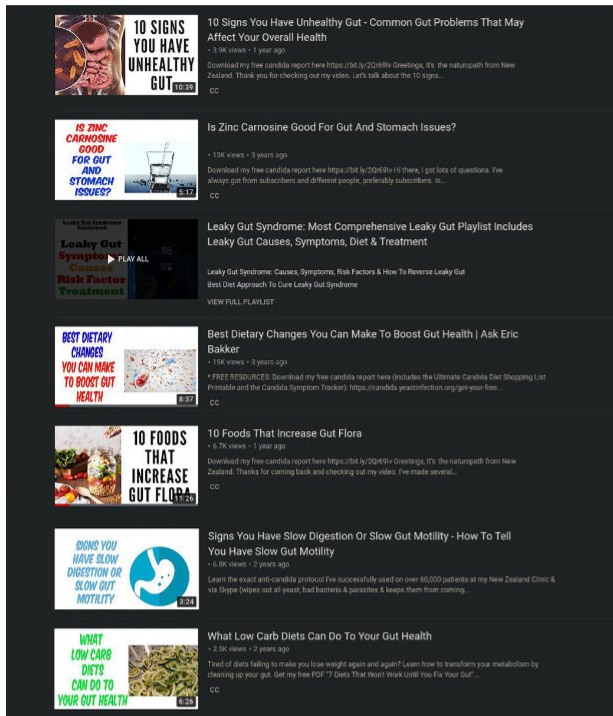 10 SIGNS
YOU HAVE
UNHEALTHY
GUT
10:39
10 Signs You Have Unhealthy Gut - Common Gut Problems That May
Affect Your Overall Health
• 3.9K views • 1 year ago
Download my free candida report here https://bit.ly/2Qr69Iv Greetings, it's the naturopath from New
Zealand. Thank you for checking out my video. Let's talk about the 10 signs...
CC
IS ZINC
CARNOSINE
GOOD
FOR GUT
AND
STOMACH
ISSUES?
5:17
Is Zinc Carnosine Good For Gut And Stomach Issues?
• 13K views • 3 years ago
Download my free candida report here https://bit.ly/2Qr69Iv Hi there, I got lots of questions. I've
always got from subscribers and different people, preferably subscribers. Is...
CC
Leaky Gut Syndrome
Explained
Leaky Gut
Symptoms
Causes
Risk Factor
Treatment
58
PLAY ALL
Leaky Gut Syndrome: Most Comprehensive Leaky Gut Playlist Includes
Leaky Gut Causes, Symptoms, Diet & Treatment
Leaky Gut Syndrome: Causes, Symptoms, Risk Factors & How To Reverse Leaky Gut
Best Diet Approach To Cure Leaky Gut Syndrome
VIEW FULL PLAYLIST
BEST DIETARY
CHANGES
YOU CAN MAKE
TO BOOST GUT
HEALTH
8:37
Best Dietary Changes You Can Make To Boost Gut Health | Ask Eric
Bakker
• 15K views • 3 years ago
* FREE RESOURCES: Download my free candida report here (includes the Ultimate Candida Diet Shopping List
Printable and the Candida Symptom Tracker): https://candida.yeastinfection.org/get-your-free...
CC
10 FOODS
THAT
INCREASE
GUT FLORA
11:26
10 Foods That Increase Gut Flora
• 6.7K views • 1 year ago
Download my free candida report here https://bit.ly/2Qr69Iv Greetings, it's the naturopath from New
Zealand. Thanks for coming back and checking out my video. I've made several...
CC
SIGNS YOU
HAVE SLOW
DIGESTION OR
SLOW GUT
MOTILITY
3:24
Signs You Have Slow Digestion Or Slow Gut Motility - How To Tell
You Have Slow Gut Motility
• 6.8K views • 2 years ago
Learn the exact anti-candida protocol I've successfully used on over 60,000 patients at my New Zealand Clinic &
via Skype (wipes out all yeast, bad bacteria & parasites & keeps them from coming...
WHAT
LOW CARB
DIETS
CAN DO TO
YOUR GUT HEALTH
6:26
What Low Carb Diets Can Do To Your Gut Health
• 2.5K views • 2 years ago
Tired of diets failing to make you lose weight again and again? Learn how to transform your metabolism by
cleaning up your gut. Get my free PDF "7 Diets That Won't Work Until You Fix Your Gut"...
CC